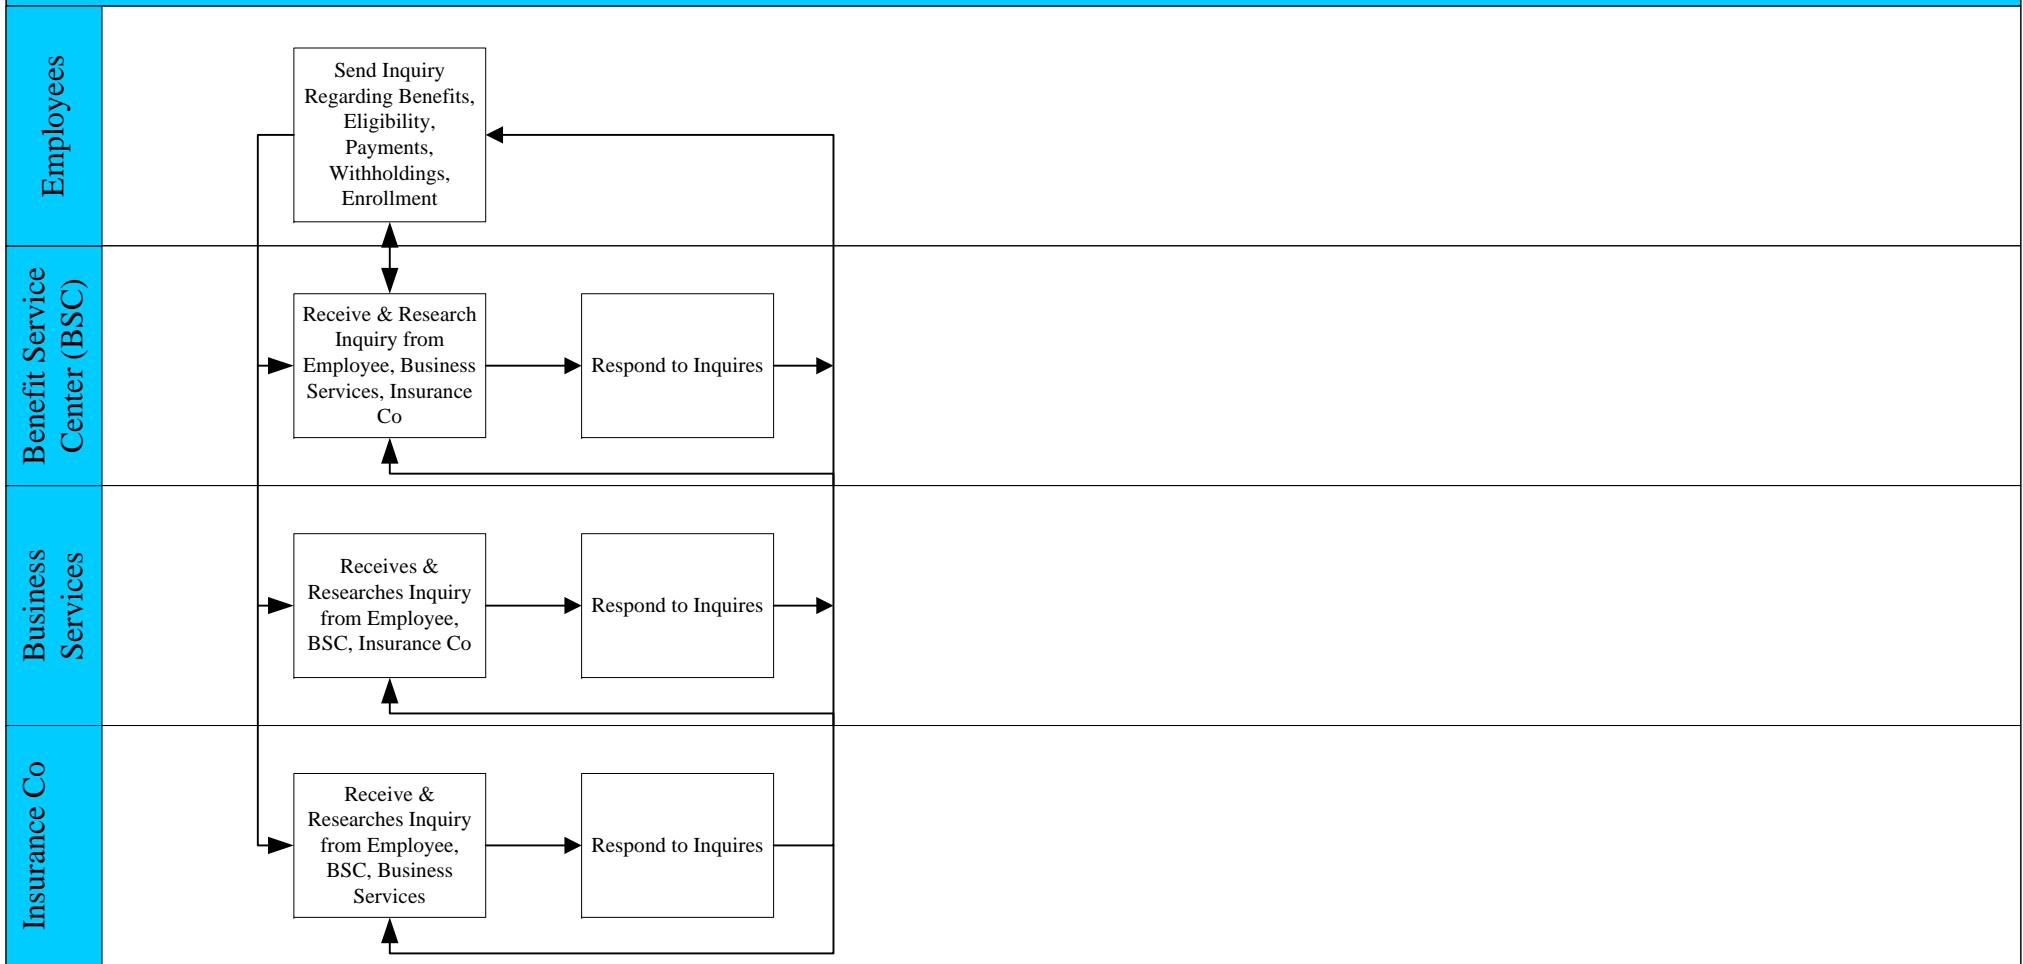 Employees
Send Inquiry
Regarding Benefits,
Eligibility,
Payments,
Withholdings,
Enrollment
Benefit Service
Center (BSC)
Receive & Research
Inquiry from
Employee, Business
Services, Insurance
Co
Respond to Inquires
Business
Services
Receives &
Researches Inquiry
from Employee,
BSC, Insurance Co
Respond to Inquires
Insurance Co
Receive &
Researches Inquiry
from Employee,
BSC, Business
Services
Respond to Inquires